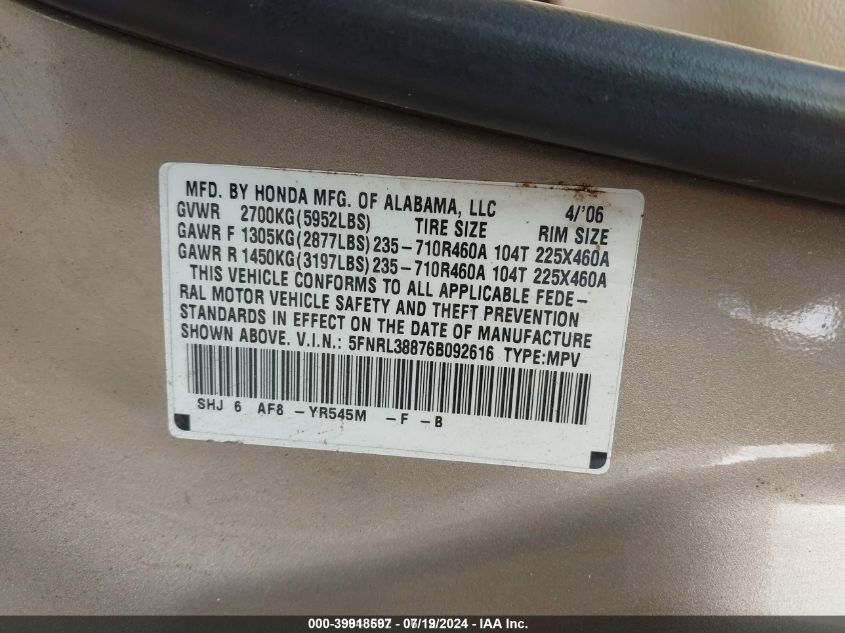 MFD. BY HONDA MFG. OF ALABAMA, LLC 4/'06
GVWR 2700KG(5952LBS) TIRE SIZE RIM SIZE
GAWR F 1305KG(2877LBS) 235-710R460A 104T 225X460A
GAWR R 1450KG(3197LBS) 235-710R460A 104T 225X460A
THIS VEHICLE CONFORMS TO ALL APPLICABLE FEDE-
RAL MOTOR VEHICLE SAFETY AND THEFT PREVENTION
STANDARDS IN EFFECT ON THE DATE OF MANUFACTURE
SHOWN ABOVE. V.I.N.: 5FNRL38876B092616 TYPE:MPV
SHJ 6 AF8 -YR545M -F -B
000-39918597 - 07/19/2024 - IAA Inc.